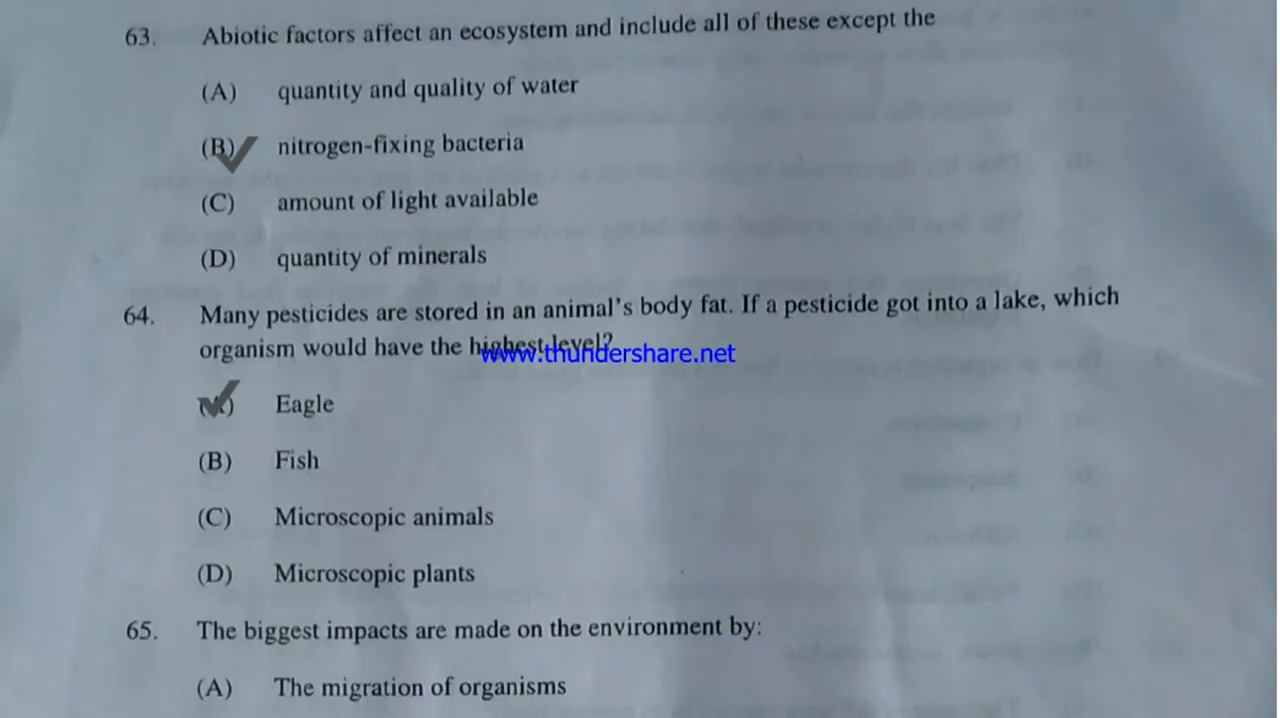 63. Abiotic factors affect an ecosystem and include all of these except the
(A) quantity and quality of water
(B) nitrogen-fixing bacteria
(C) amount of light available
(D) quantity of minerals
64. Many pesticides are stored in an animal's body fat. If a pesticide got into a lake, which
organism would have the highest level?
www.thundershare.net
(A) Eagle
(B) Fish
(C) Microscopic animals
(D) Microscopic plants
65. The biggest impacts are made on the environment by:
(A) The migration of organisms